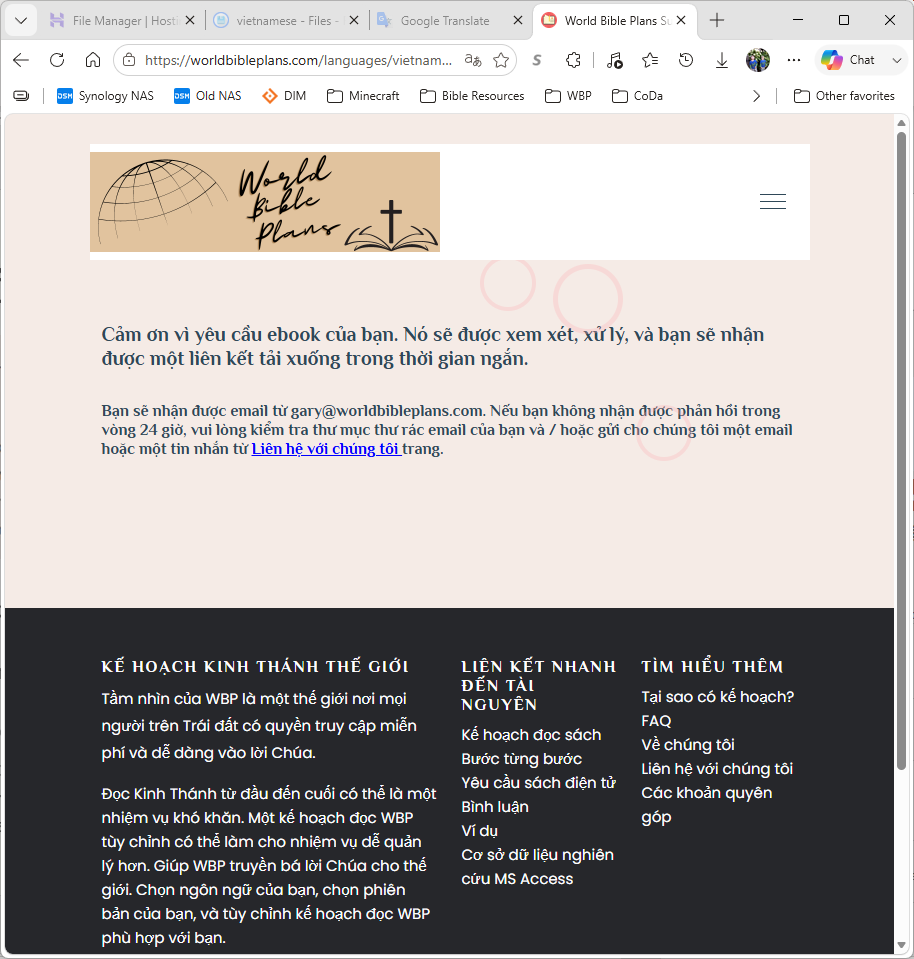 File Manager | Hosti
vietnamese - Files -
Google Translate
World Bible Plans Su
https://worldbibleplans.com/languages/vietnam...
Chat
Synology NAS
Old NAS
DIM
Minecraft
Bible Resources
WBP
CoDa
Other favorites
World
Bible
Plans
Cảm ơn vì yêu cầu ebook của bạn. Nó sẽ được xem xét, xử lý, và bạn sẽ nhận
được một liên kết tải xuống trong thời gian ngắn.
Bạn sẽ nhận được email từ gary@worldbibleplans.com. Nếu bạn không nhận được phản hồi trong
vòng 24 giờ, vui lòng kiểm tra thư mục thư rác email của bạn và / hoặc gửi cho chúng tôi một email
hoặc một tin nhắn từ Liên hệ với chúng tôi trang.
KẾ HOẠCH KINH THÁNH THẾ GIỚI
Tầm nhìn của WBP là một thế giới nơi mọi
người trên Trái đất có quyền truy cập miễn
phí và dễ dàng vào lời Chúa.
Đọc Kinh Thánh từ đầu đến cuối có thể là một
nhiệm vụ khó khăn. Một kế hoạch đọc WBP
tùy chỉnh có thể làm cho nhiệm vụ dễ quản
lý hơn. Giúp WBP truyền bá lời Chúa cho thế
giới. Chọn ngôn ngữ của bạn, chọn phiên
bản của bạn, và tùy chỉnh kế hoạch đọc WBP
phù hợp với bạn.
LIÊN KẾT NHANH
ĐẾN TÀI
NGUYÊN
Kế hoạch đọc sách
Bước từng bước
Yêu cầu sách điện tử
Bình luận
Ví dụ
Cơ sở dữ liệu nghiên
cứu MS Access
TÌM HIỂU THÊM
Tại sao có kế hoạch?
FAQ
Về chúng tôi
Liên hệ với chúng tôi
Các khoản quyên
góp